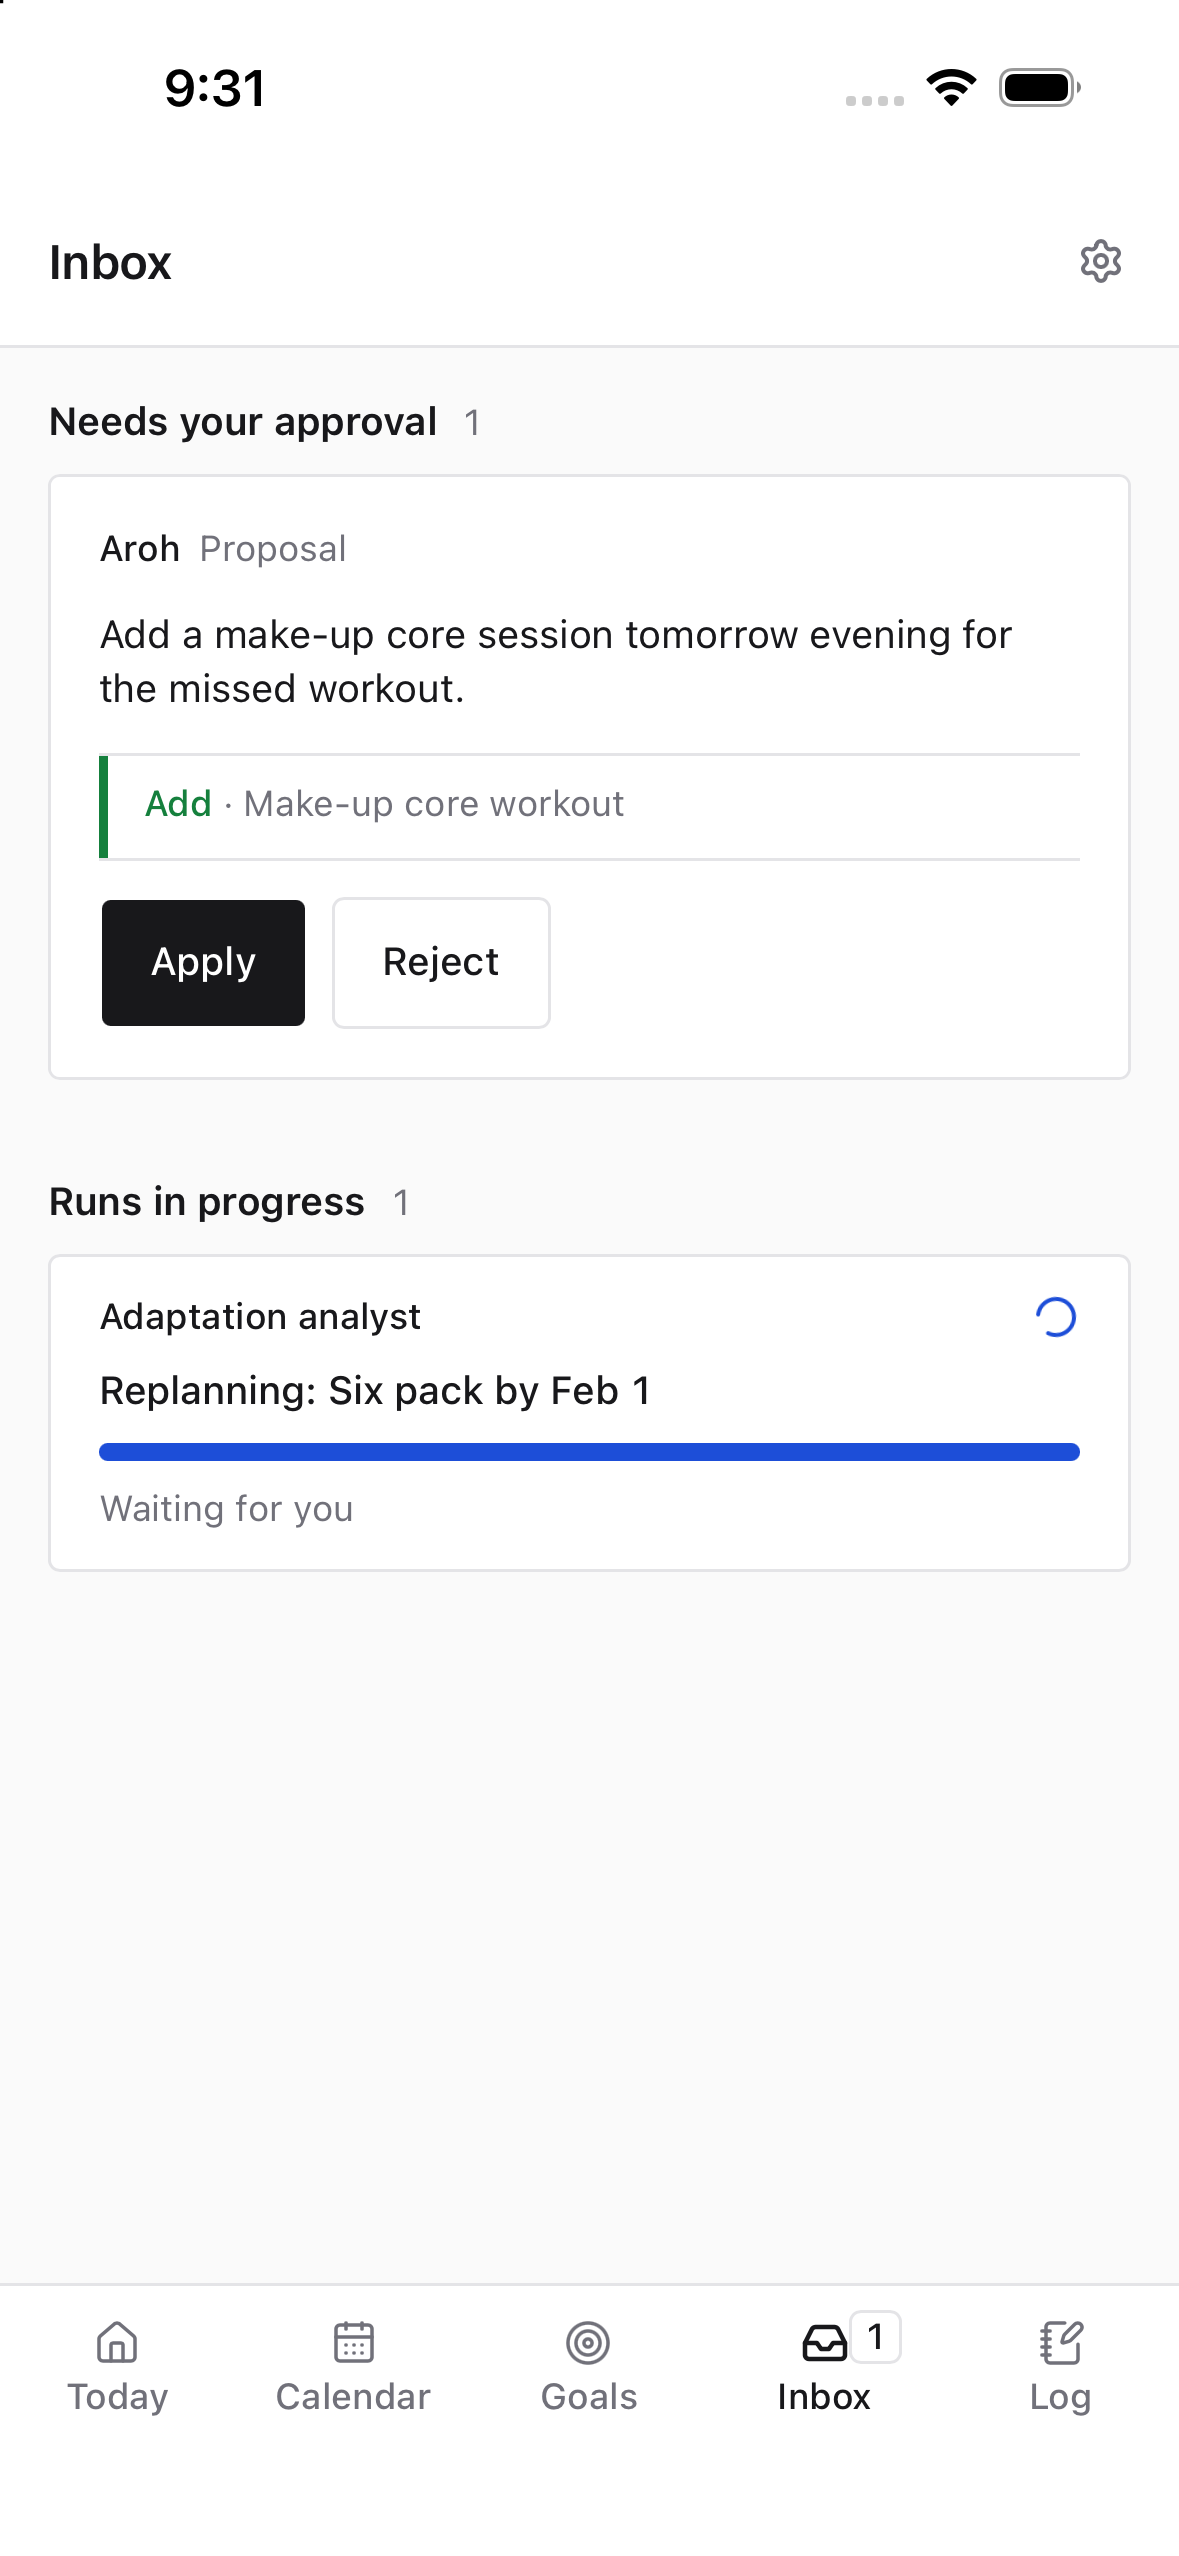 9:31
Inbox
Needs your approval 1
Aroh Proposal
Add a make-up core session tomorrow evening for
the missed workout.
Add · Make-up core workout
Apply Reject
Runs in progress 1
Adaptation analyst
Replanning: Six pack by Feb 1
Waiting for you
1
Today Calendar Goals Inbox Log